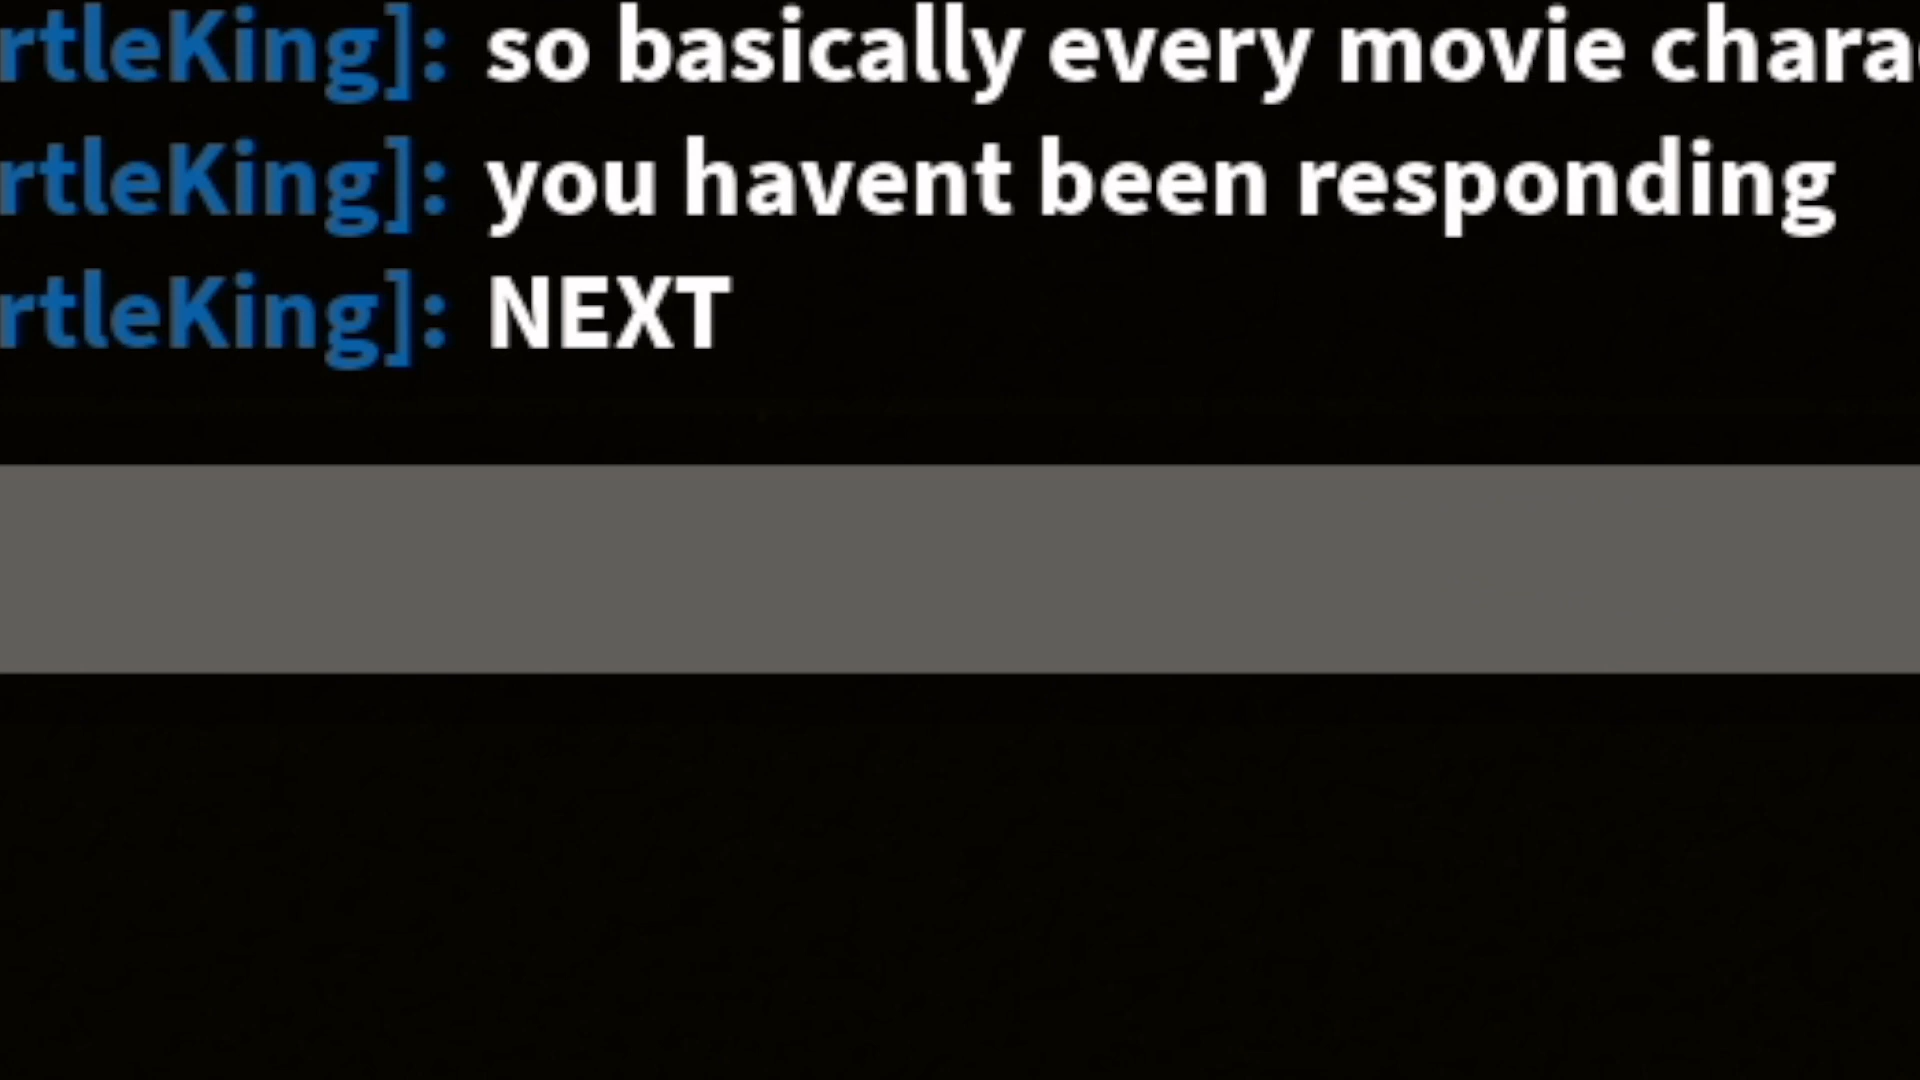 rtleKing]: so basically every movie chara
rtleKing]: you havent been responding
rtleKing]: NEXT